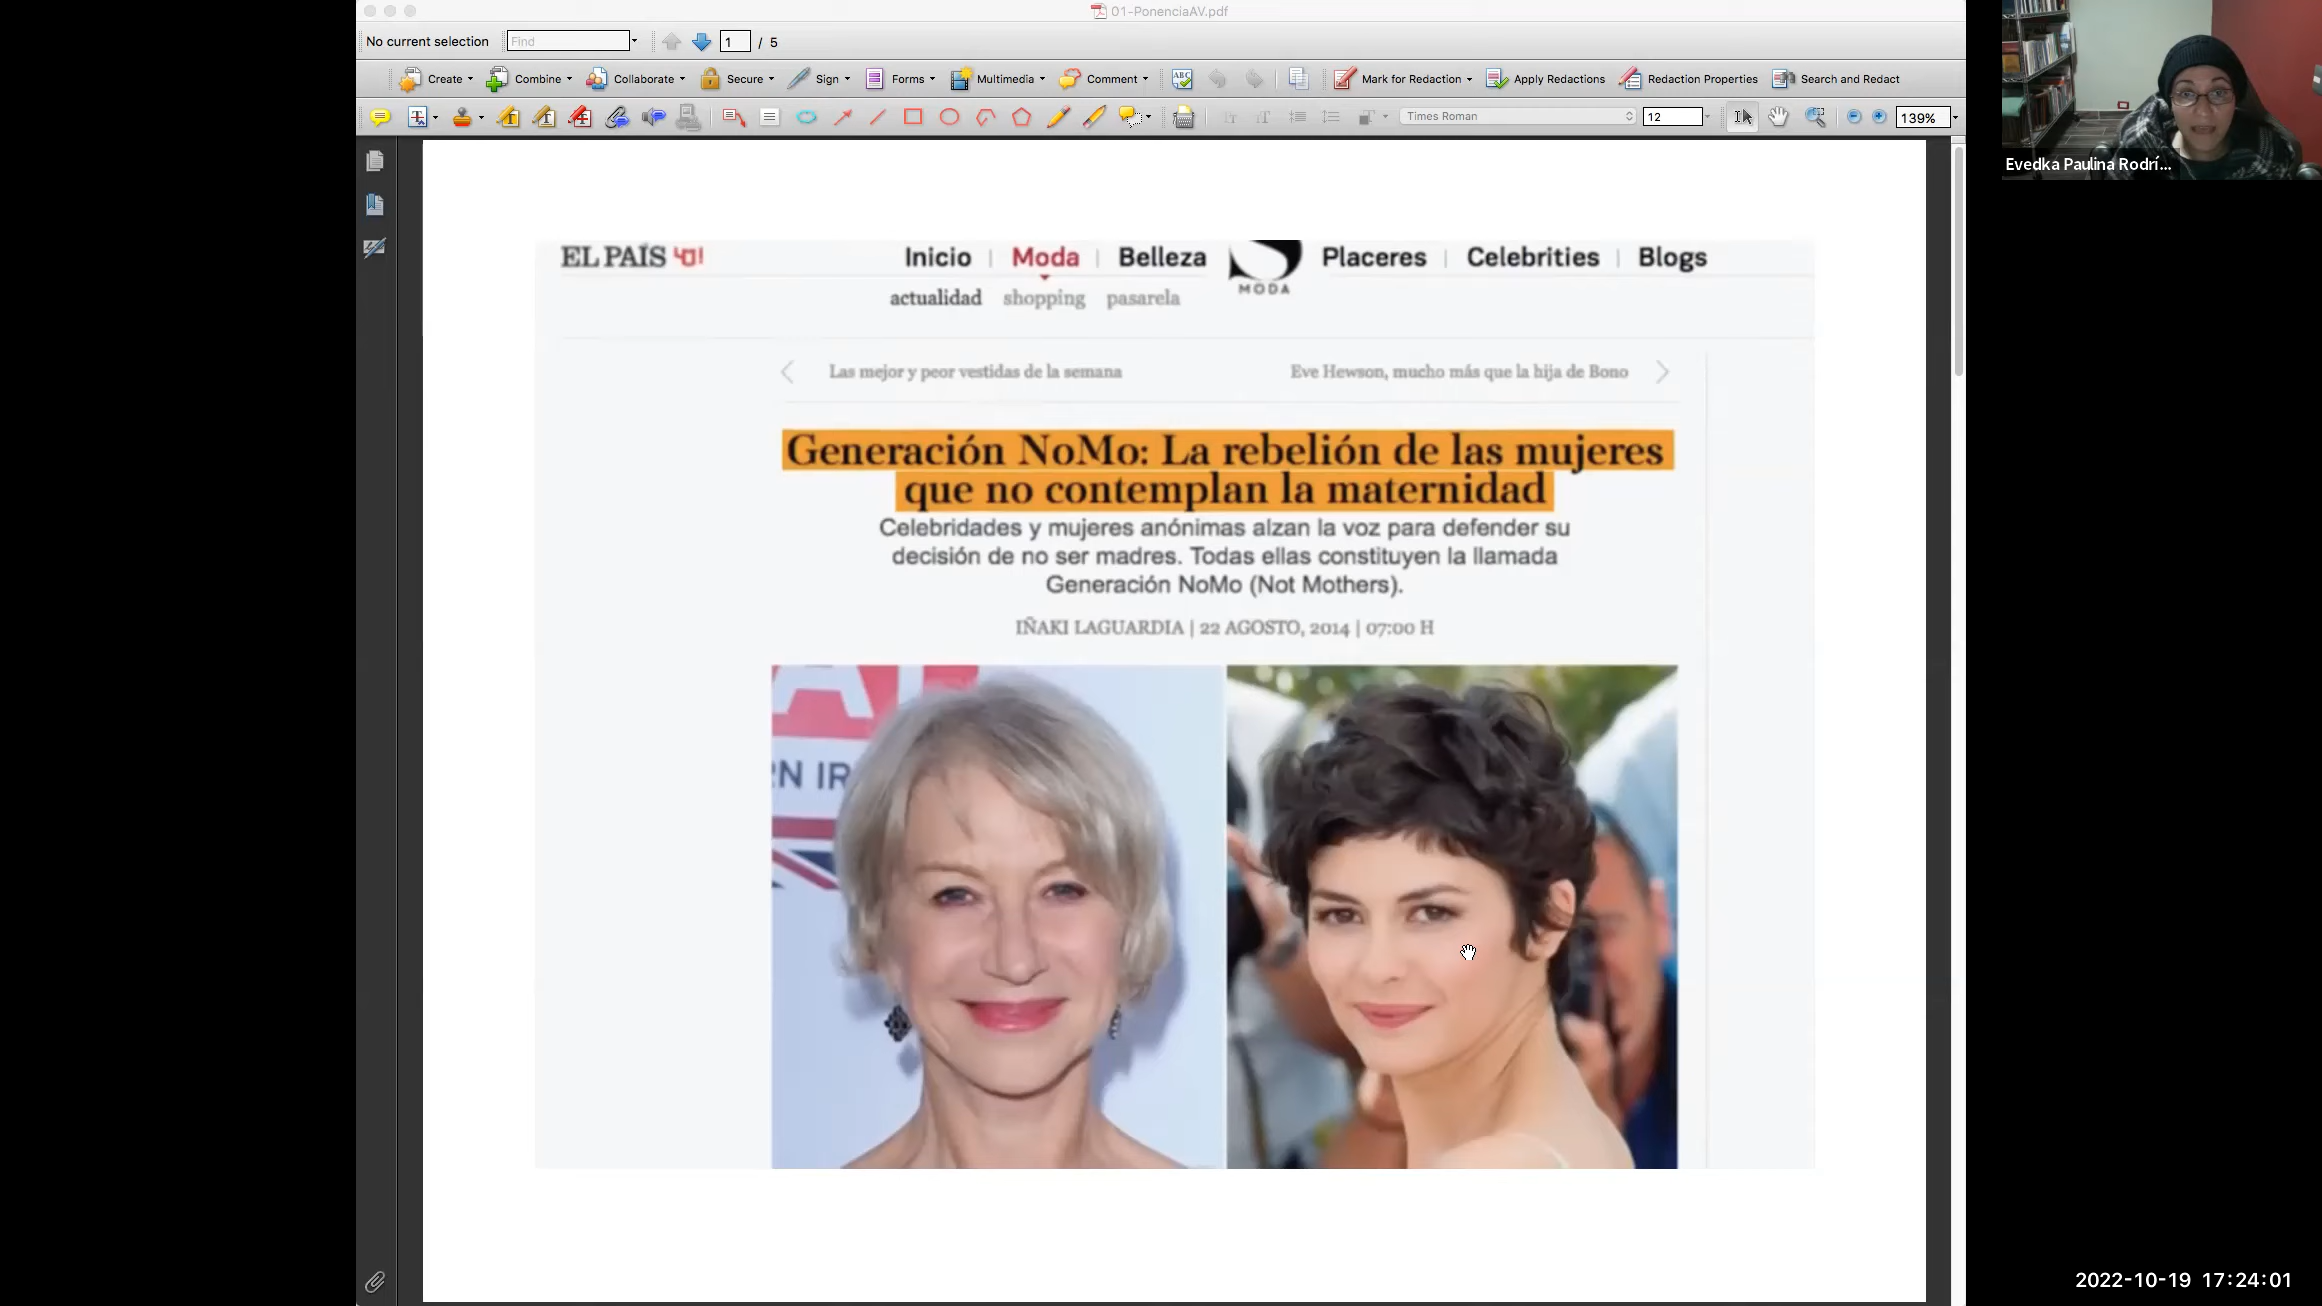 01-PonenciaAV.pdf
No current selection
Find
1 / 5
Create
Combine
Collaborate
Secure
Sign
Forms
Multimedia
Comment
Mark for Redaction
Apply Redactions
Redaction Properties
Search and Redact
Times Roman
12
139%
EL PAÍS
Inicio | Moda | Belleza
S
MODA
Placeres | Celebrities | Blogs
actualidad shopping pasarela
Las mejor y peor vestidas de la semana
Eve Hewson, mucho más que la hija de Bono
Generación NoMo: La rebelión de las mujeres
que no contemplan la maternidad
Celebridades y mujeres anónimas alzan la voz para defender su
decisión de no ser madres. Todas ellas constituyen la llamada
Generación NoMo (Not Mothers).
IÑAKI LAGUARDIA | 22 AGOSTO, 2014 | 07:00 H
Evedka Paulina Rodrí...
2022-10-19 17:24:01